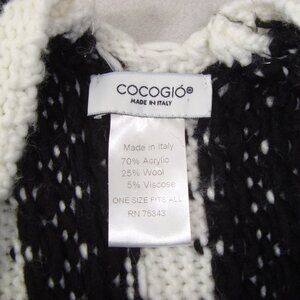 COCOGIÓ®
MADE IN ITALY
Made in Italy
70% Acrylic
25% Wool
5% Viscose
ONE SIZE FITS ALL
RN 75343